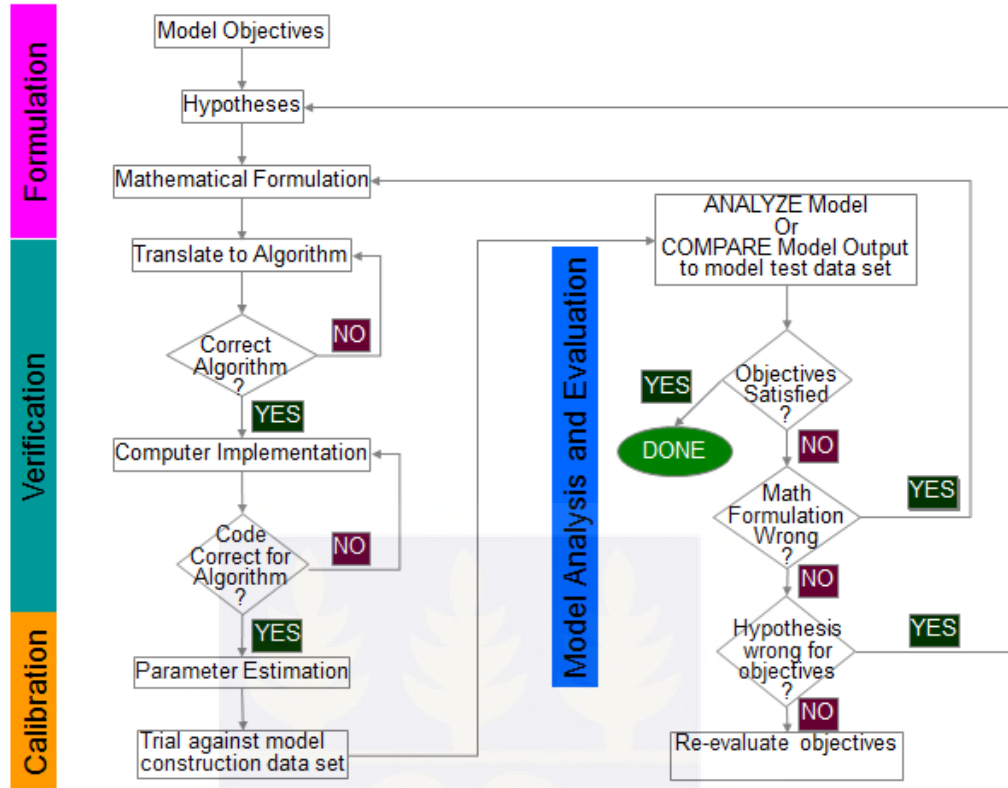 Formulation
Model Objectives
Hypotheses
Mathematical Formulation
Verification
Translate to Algorithm
Correct
Algorithm
?
NO
YES
Computer Implementation
Code
Correct for
Algorithm
?
NO
YES
Calibration
Parameter Estimation
Trial against model
construction data set
Model Analysis and Evaluation
ANALYZE Model
Or
COMPARE Model Output
to model test data set
Objectives
Satisfied
?
YES
DONE
NO
Math
Formulation
Wrong
?
YES
NO
Hypothesis
wrong for
objectives
?
YES
NO
Re-evaluate objectives